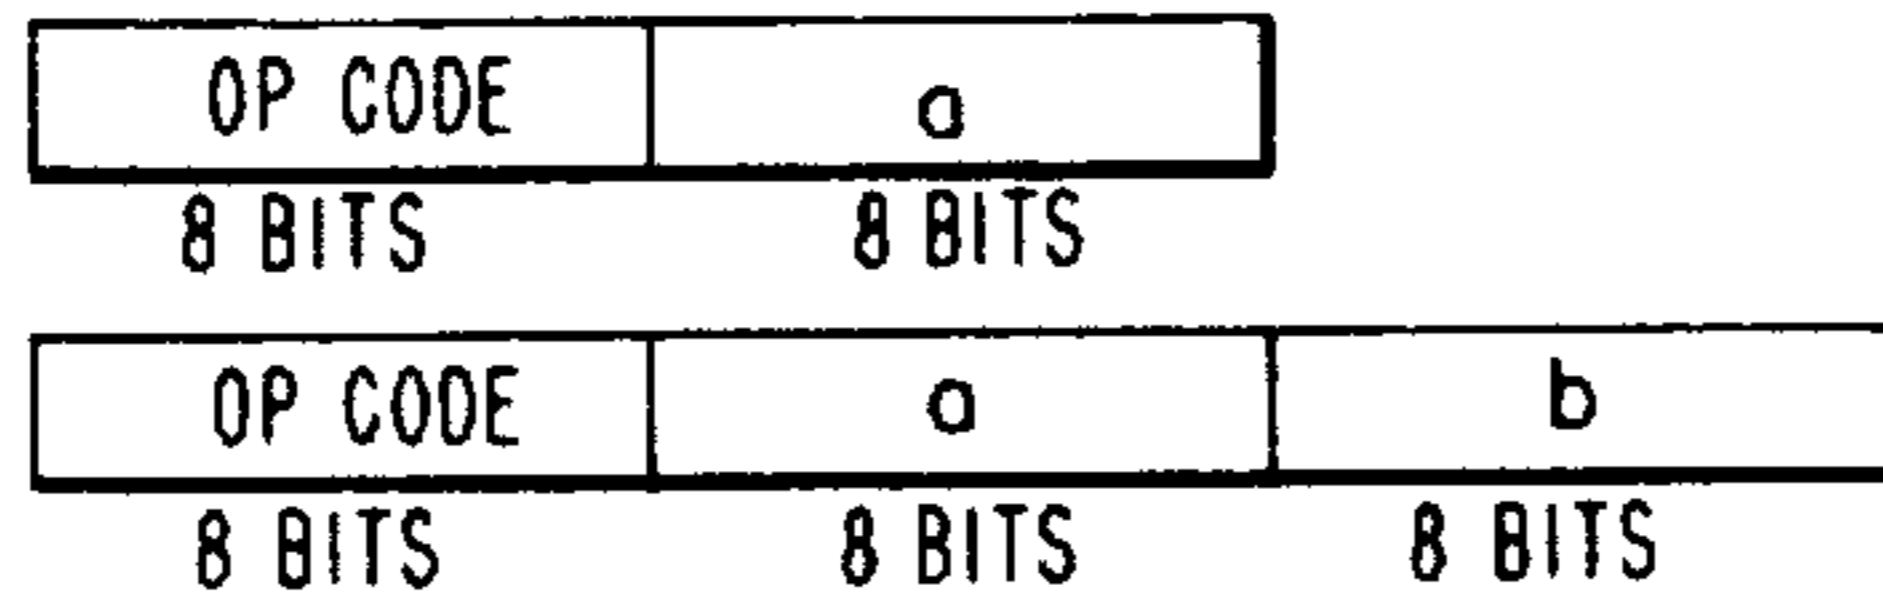 OP CODE a
8 BITS 8 BITS
OP CODE a b
8 BITS 8 BITS 8 BITS